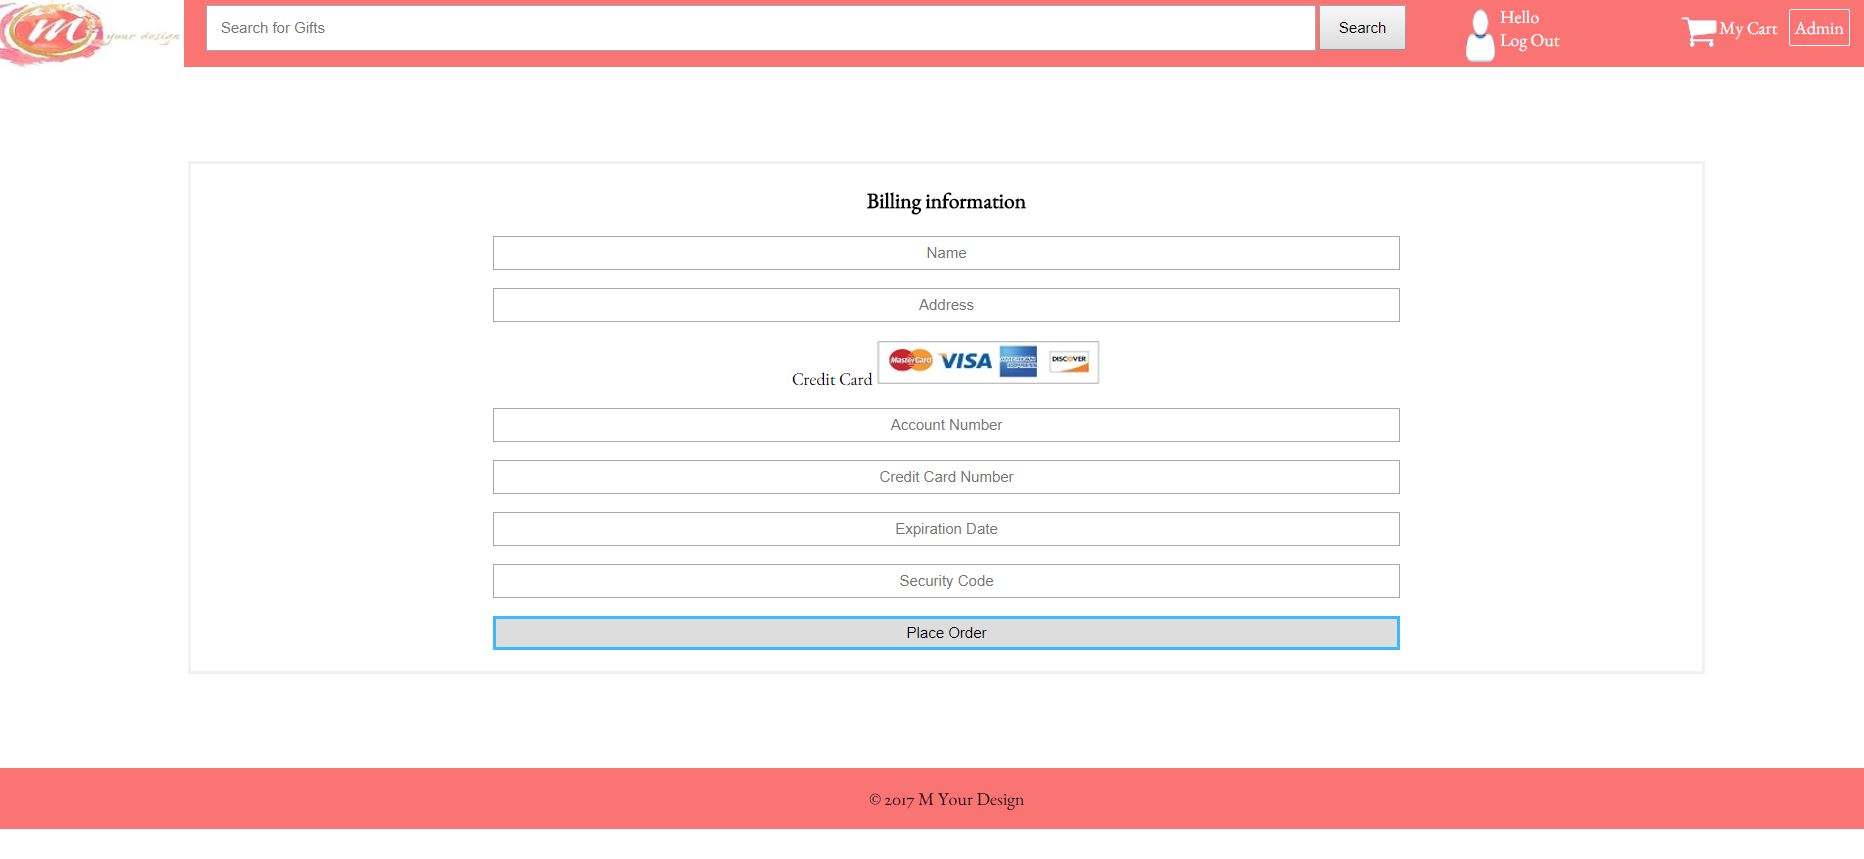 M your design
Search for Gifts
Search
Hello
Log Out
My Cart
Admin
Billing information
Name
Address
Credit Card
MasterCard VISA AMERICAN EXPRESS DISCOVER
Account Number
Credit Card Number
Expiration Date
Security Code
Place Order
© 2017 M Your Design